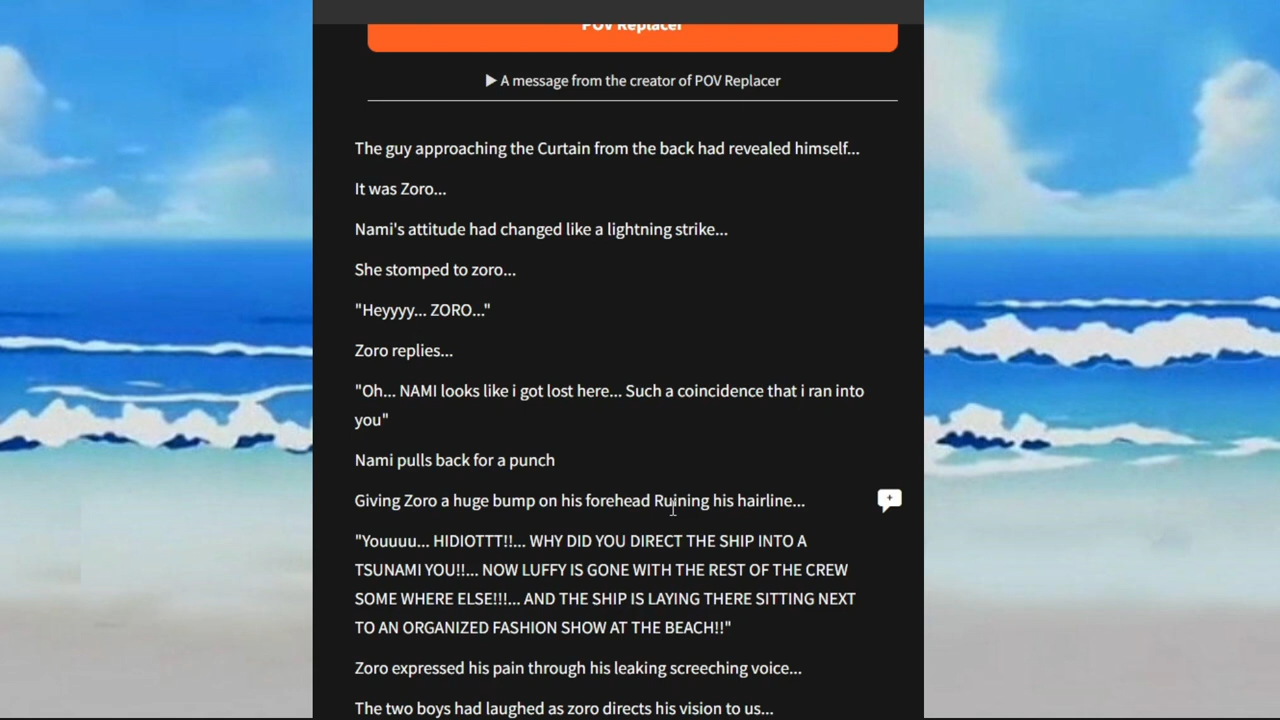 POV Replacer
▶ A message from the creator of POV Replacer
The guy approaching the Curtain from the back had revealed himself...
It was Zoro...
Nami's attitude had changed like a lightning strike...
She stomped to zoro...
"Heyyyy... ZORO..."
Zoro replies...
"Oh... NAMI looks like i got lost here... Such a coincidence that i ran into
you"
Nami pulls back for a punch
Giving Zoro a huge bump on his forehead Ruining his hairline...
"Youuuu... HIDIOTTT!!... WHY DID YOU DIRECT THE SHIP INTO A
TSUNAMI YOU!!... NOW LUFFY IS GONE WITH THE REST OF THE CREW
SOME WHERE ELSE!!!... AND THE SHIP IS LAYING THERE SITTING NEXT
TO AN ORGANIZED FASHION SHOW AT THE BEACH!!"
Zoro expressed his pain through his leaking screeching voice...
The two boys had laughed as zoro directs his vision to us...